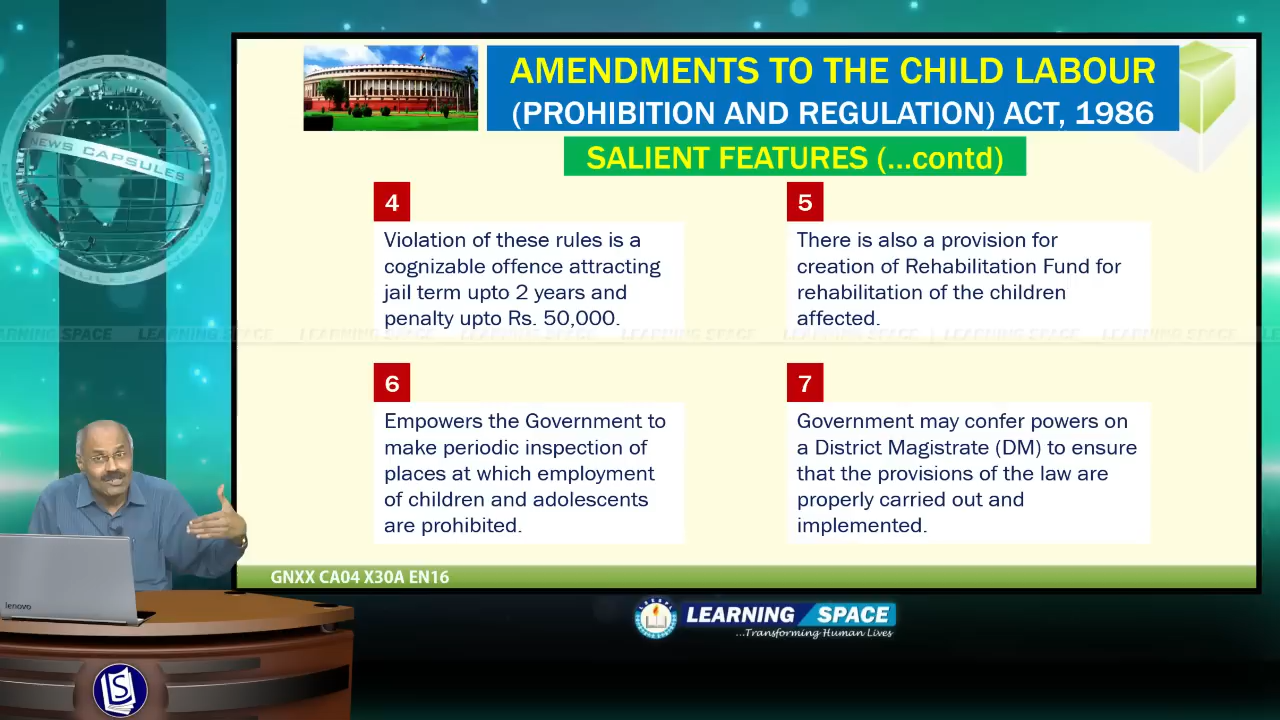 AMENDMENTS TO THE CHILD LABOUR
(PROHIBITION AND REGULATION) ACT, 1986
SALIENT FEATURES (...contd)
NEWS CAPSULES
4
Violation of these rules is a
cognizable offence attracting
jail term upto 2 years and
penalty upto Rs. 50,000.
5
There is also a provision for
creation of Rehabilitation Fund for
rehabilitation of the children
affected.
LEARNING SPACE
6
Empowers the Government to
make periodic inspection of
places at which employment
of children and adolescents
are prohibited.
7
Government may confer powers on
a District Magistrate (DM) to ensure
that the provisions of the law are
properly carried out and
implemented.
GNXX CA04 X30A EN16
lenovo
LEARNING SPACE
...Transforming Human Lives
LS